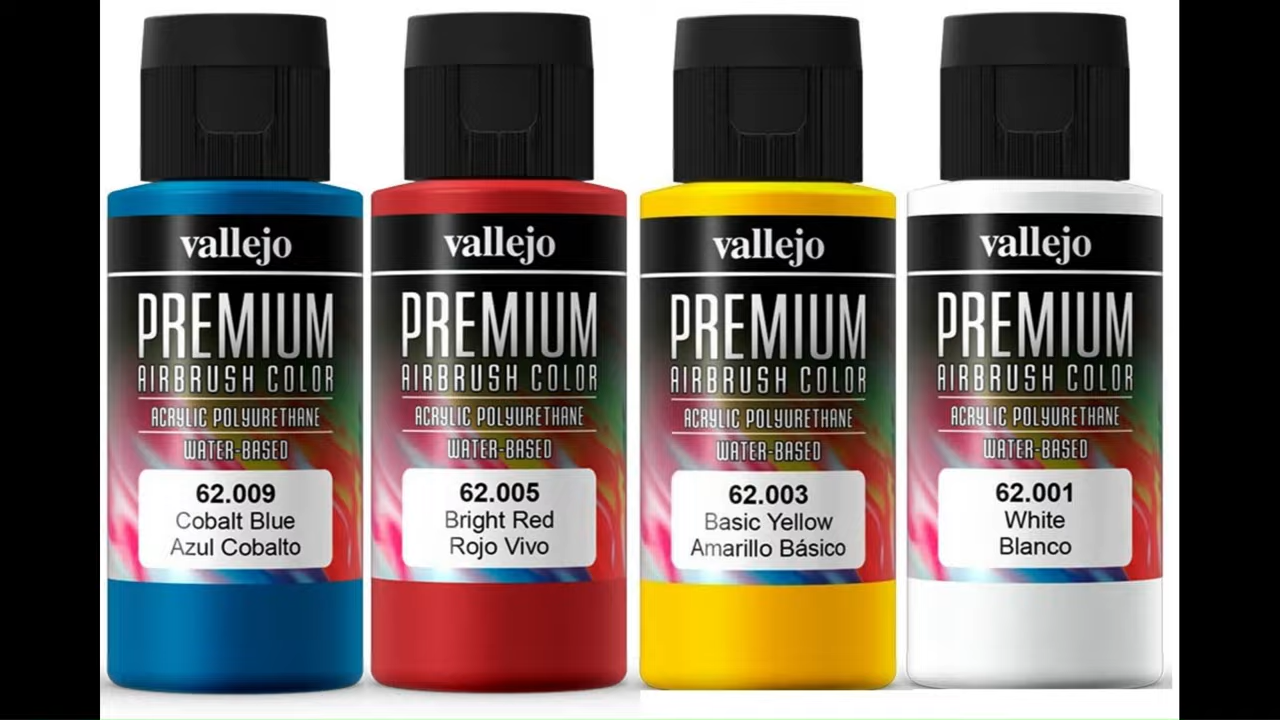 vallejo
PREMIUM
AIRBRUSH COLOR
ACRYLIC POLYURETHANE
WATER-BASED
62.009
Cobalt Blue
Azul Cobalto
vallejo
PREMIUM
AIRBRUSH COLOR
ACRYLIC POLYURETHANE
WATER-BASED
62.005
Bright Red
Rojo Vivo
vallejo
PREMIUM
AIRBRUSH COLOR
ACRYLIC POLYURETHANE
WATER-BASED
62.003
Basic Yellow
Amarillo Básico
vallejo
PREMIUM
AIRBRUSH COLOR
ACRYLIC POLYURETHANE
WATER-BASED
62.001
White
Blanco